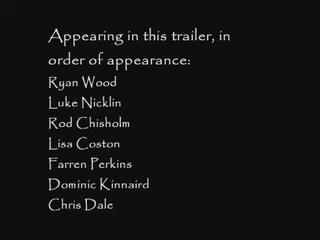 Appearing in this trailer, in
order of appearance:
Ryan Wood
Luke Nicklin
Rod Chisholm
Lisa Coston
Farren Perkins
Dominic Kinnaird
Chris Dale